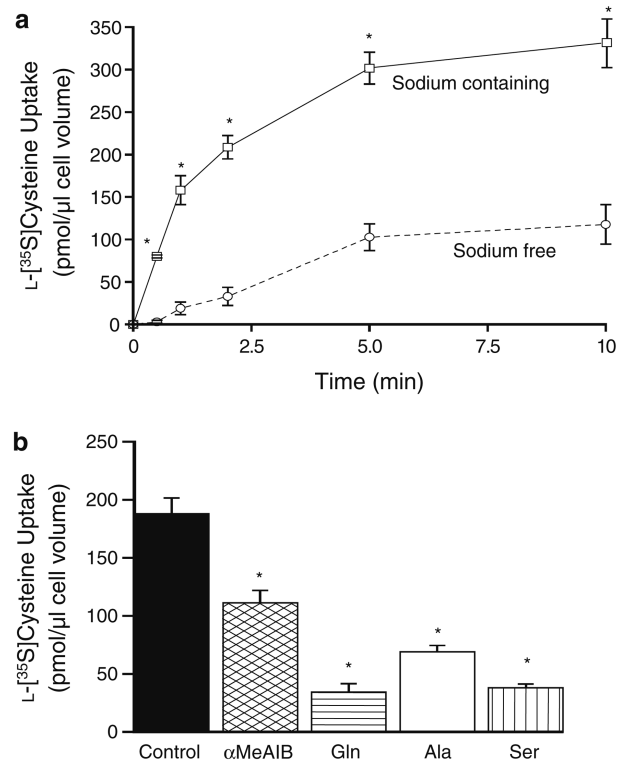 a
L-[³⁵S]Cysteine Uptake
(pmol/µl cell volume)
350
300
250
200
150
100
50
0
*
*
*
*
*
Sodium containing
Sodium free
0
2.5
5.0
7.5
10
Time (min)
b
L-[³⁵S]Cysteine Uptake
(pmol/µl cell volume)
250
200
150
100
50
0
*
*
*
*
Control αMeAIB Gln Ala Ser